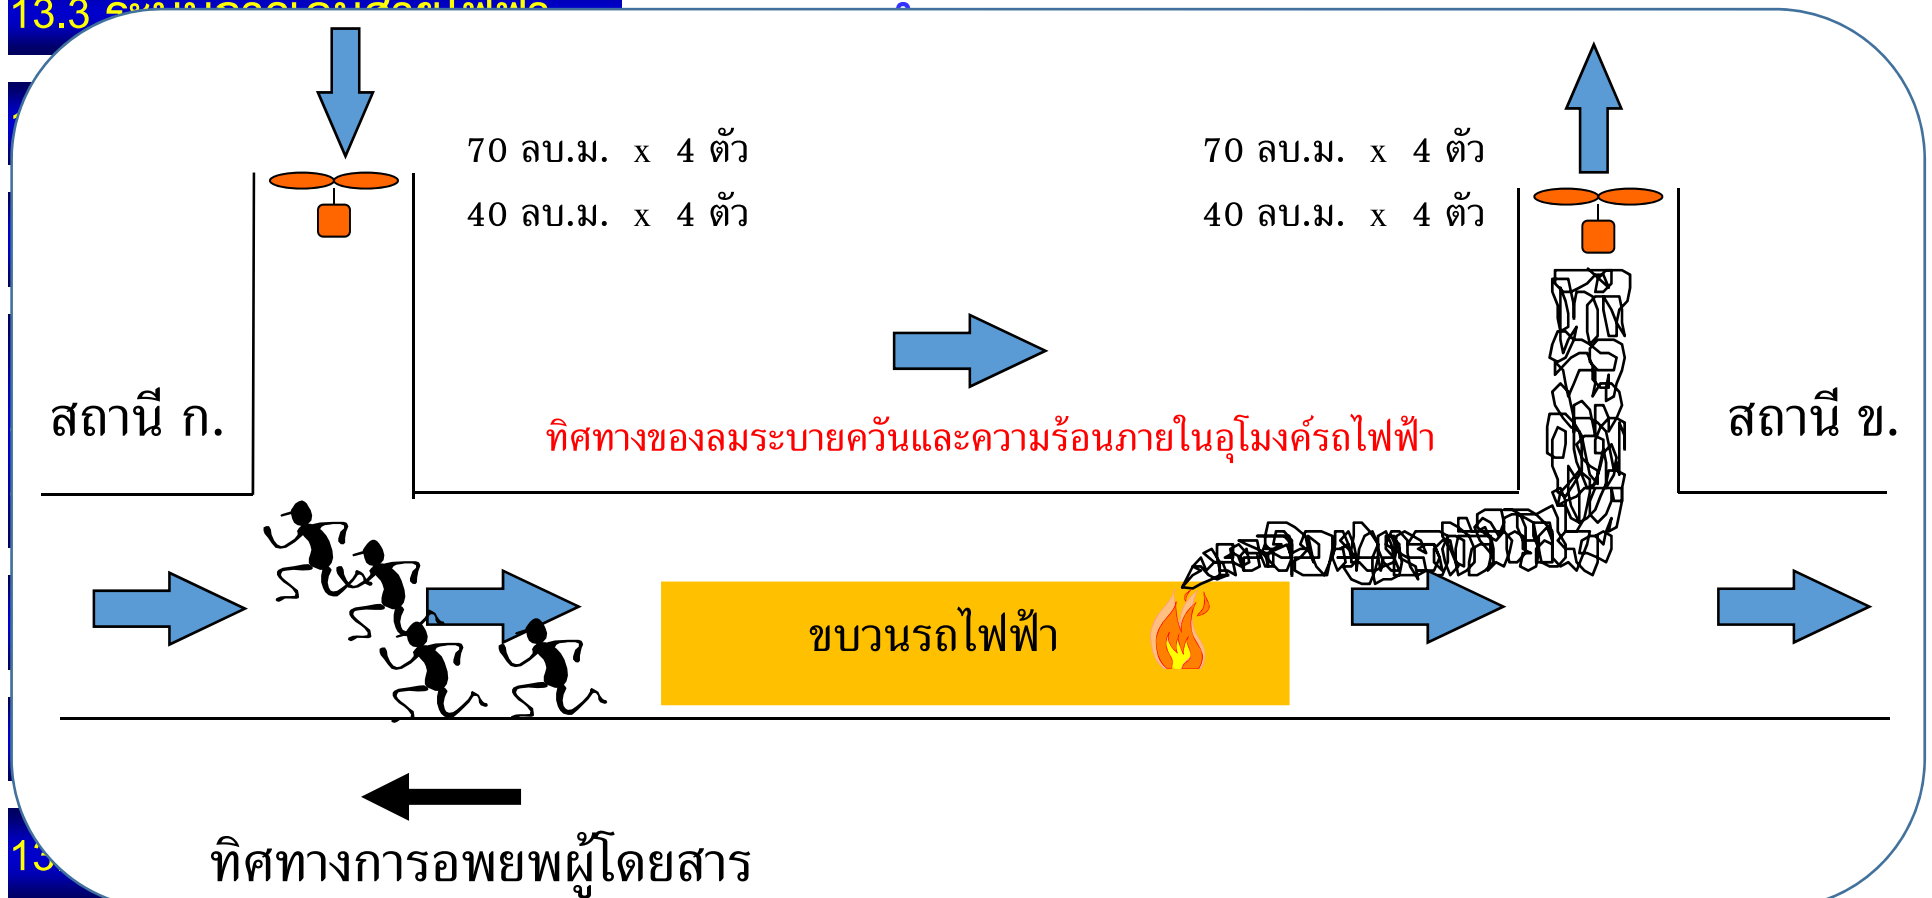 13.3
70 ลบ.ม. x 4 ตัว
40 ลบ.ม. x 4 ตัว
70 ลบ.ม. x 4 ตัว
40 ลบ.ม. x 4 ตัว
สถานี ก.
ทิศทางของลมระบายควันและความร้อนภายในอุโมงค์รถไฟฟ้า
สถานี ข.
ขบวนรถไฟฟ้า
ทิศทางการอพยพผู้โดยสาร